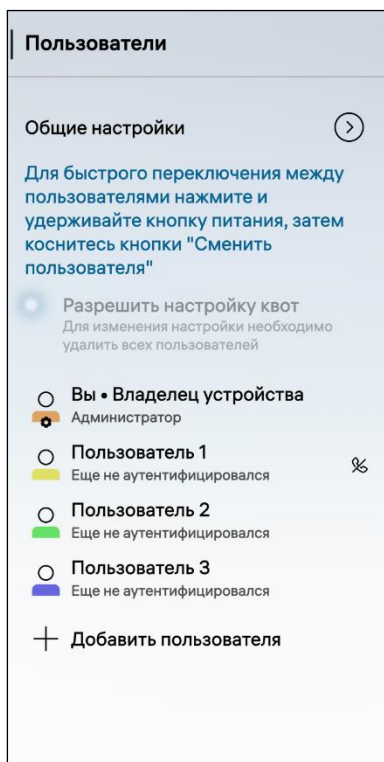 Пользователи
Общие настройки
Для быстрого переключения между
пользователями нажмите и
удерживайте кнопку питания, затем
коснитесь кнопки "Сменить
пользователя"
Разрешить настройку квот
Для изменения настройки необходимо
удалить всех пользователей
Вы • Владелец устройства
Администратор
Пользователь 1
Еще не аутентифицировался
Пользователь 2
Еще не аутентифицировался
Пользователь 3
Еще не аутентифицировался
Добавить пользователя